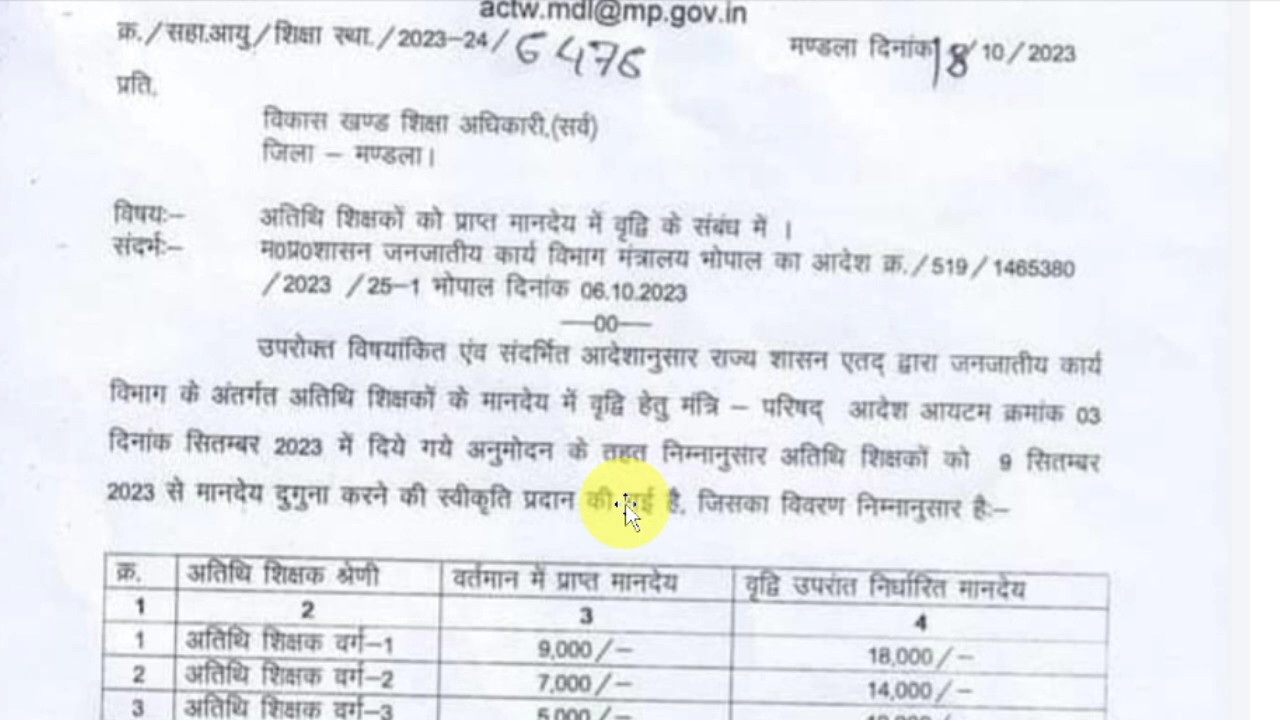 actw.mdl@mp.gov.in
क्र./सहा.आयु/शिक्षा स्था./2023-24/6476 मण्डला दिनांक 18/10/2023
प्रति,
विकास खण्ड शिक्षा अधिकारी,(सर्व)
जिला – मण्डला।
विषयः– अतिथि शिक्षकों को प्राप्त मानदेय में वृद्वि के संबंध में ।
संदर्भः– म0प्र0शासन जनजातीय कार्य विभाग मंत्रालय भोपाल का आदेश क्र./519/1465380
/2023 /25-1 भोपाल दिनांक 06.10.2023
—00—
उपरोक्त विषयांकित एंव संदर्भित आदेशानुसार राज्य शासन एतद् द्वारा जनजातीय कार्य
विभाग के अंतर्गत अतिथि शिक्षकों के मानदेय में वृद्वि हेतु मंत्रि – परिषद् आदेश आयटम क्रमांक 03
दिनांक सितम्बर 2023 में दिये गये अनुमोदन के तहत निम्नानुसार अतिथि शिक्षकों को 9 सितम्बर
2023 से मानदेय दुगुना करने की स्वीकृति प्रदान की गई है, जिसका विवरण निम्नानुसार है:–
क्र. अतिथि शिक्षक श्रेणी वर्तमान में प्राप्त मानदेय वृद्वि उपरांत निर्धारित मानदेय
1 2 3 4
1 अतिथि शिक्षक वर्ग–1 9,000/– 18,000/–
2 अतिथि शिक्षक वर्ग–2 7,000/– 14,000/–
3 अतिथि शिक्षक वर्ग–3 5,000/–